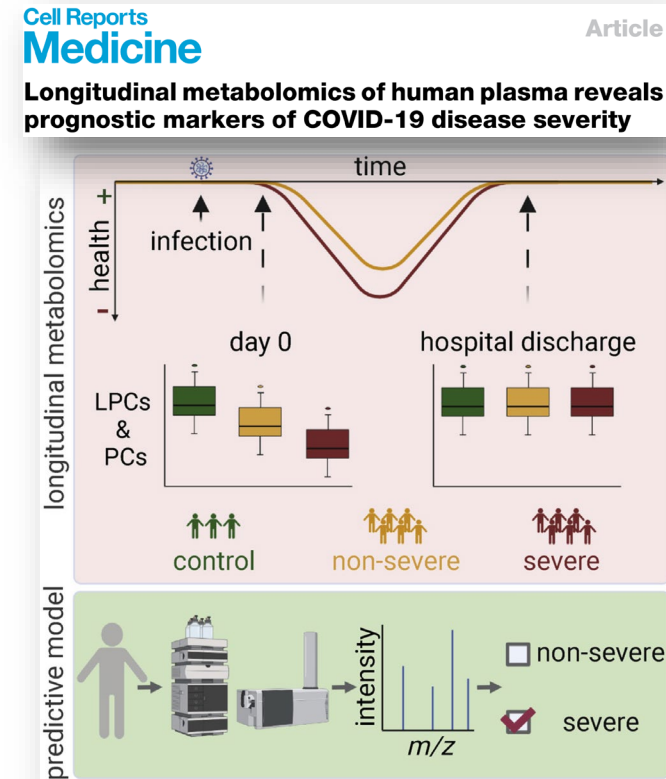 Cell Reports
Medicine
Article
Longitudinal metabolomics of human plasma reveals
prognostic markers of COVID-19 disease severity
longitudinal metabolomics
time
+
health
-
infection
day 0
hospital discharge
LPCs
&
PCs
control
non-severe
severe
predictive model
intensity
m/z
non-severe
severe